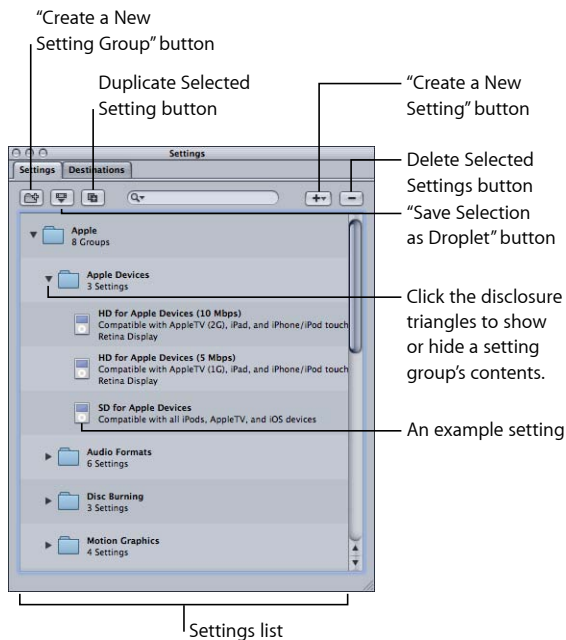 “Create a New
Setting Group” button
Duplicate Selected
Setting button
“Create a New
Setting” button
Delete Selected
Settings button
“Save Selection
as Droplet” button
Click the disclosure
triangles to show
or hide a setting
group’s contents.
An example setting
Settings
Settings
Destinations
Apple
8 Groups
Apple Devices
3 Settings
HD for Apple Devices (10 Mbps)
Compatible with AppleTV (2G), iPad, and iPhone/iPod touch
Retina Display
HD for Apple Devices (5 Mbps)
Compatible with AppleTV (1G), iPad, and iPhone/iPod touch
Retina Display
SD for Apple Devices
Compatible with all iPods, AppleTV, and iOS devices
Audio Formats
6 Settings
Disc Burning
3 Settings
Motion Graphics
4 Settings
Settings list